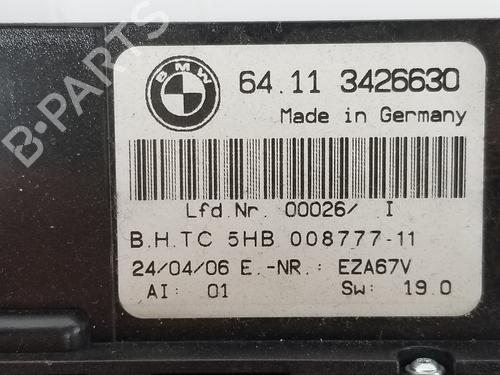 B-PARTS
BMW
64.11 3426630
Made in Germany
Lfd.Nr. 00026/ I
B.H.TC 5HB 008777-11
24/04/06 E.-NR.: EZA67V
AI: 01 Sw: 19.0